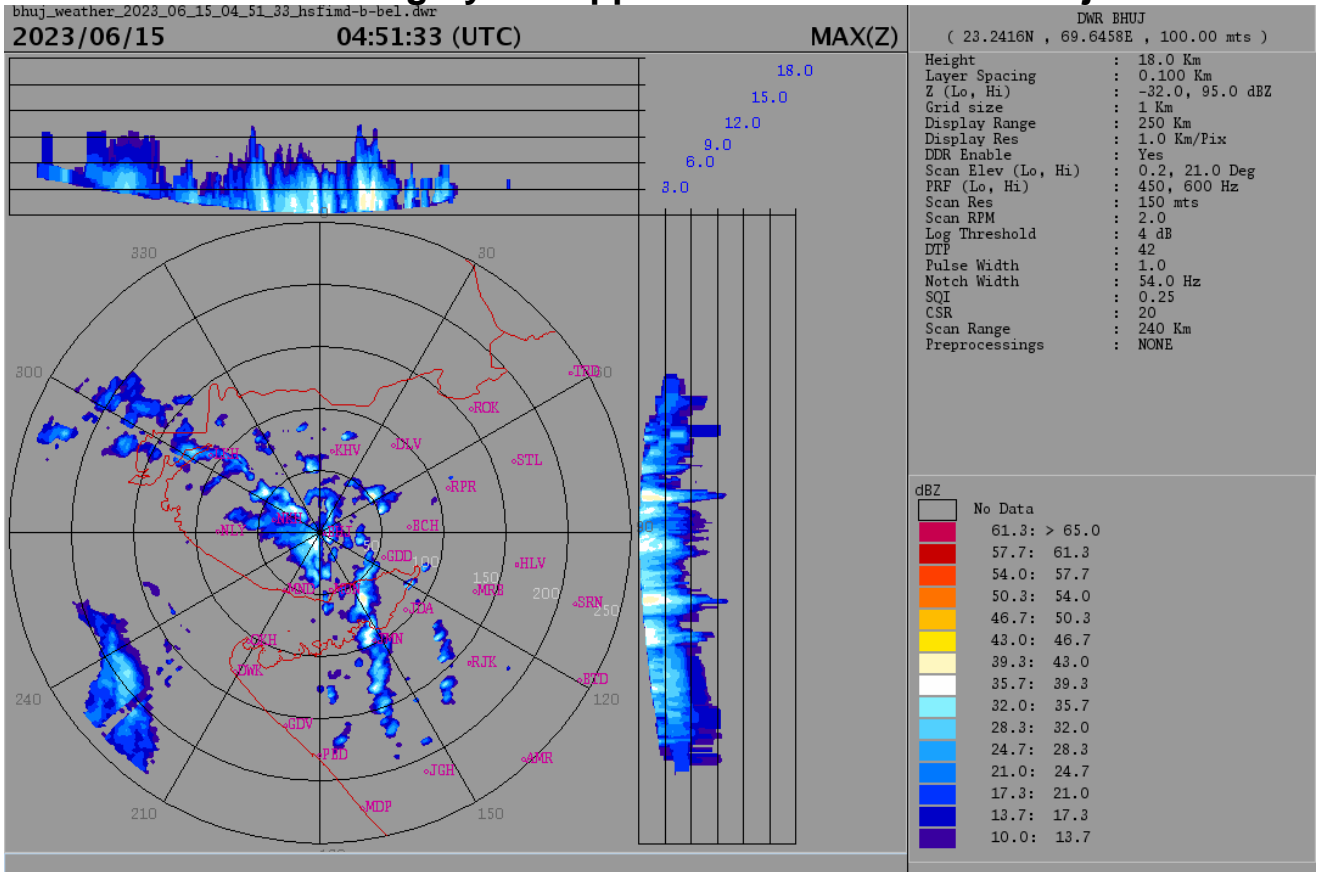 bhuj_weather_2023_06_15_04_51_33_hsfimd-b-bel.dwr
2023/06/15 04:51:33 (UTC) MAX(Z)
18.0
15.0
12.0
9.0
6.0
3.0
330
30
300
TRD
ROK
KHV
DLV
STL
RPR
BCH
50
GDD
100
HLV
150
MRB
200
SRN
250
JDA
RJK
DWK
BTD
240
120
GDV
PBD
JGH
AMR
MDP
210
150
DWR BHUJ
( 23.2416N , 69.6458E , 100.00 mts )
Height : 18.0 Km
Layer Spacing : 0.100 Km
Z (Lo, Hi) : -32.0, 95.0 dBZ
Grid size : 1 Km
Display Range : 250 Km
Display Res : 1.0 Km/Pix
DDR Enable : Yes
Scan Elev (Lo, Hi) : 0.2, 21.0 Deg
PRF (Lo, Hi) : 450, 600 Hz
Scan Res : 150 mts
Scan RPM : 2.0
Log Threshold : 4 dB
DTP : 42
Pulse Width : 1.0
Notch Width : 54.0 Hz
SQI : 0.25
CSR : 20
Scan Range : 240 Km
Preprocessings : NONE
dBZ
No Data
61.3: > 65.0
57.7: 61.3
54.0: 57.7
50.3: 54.0
46.7: 50.3
43.0: 46.7
39.3: 43.0
35.7: 39.3
32.0: 35.7
28.3: 32.0
24.7: 28.3
21.0: 24.7
17.3: 21.0
13.7: 17.3
10.0: 13.7